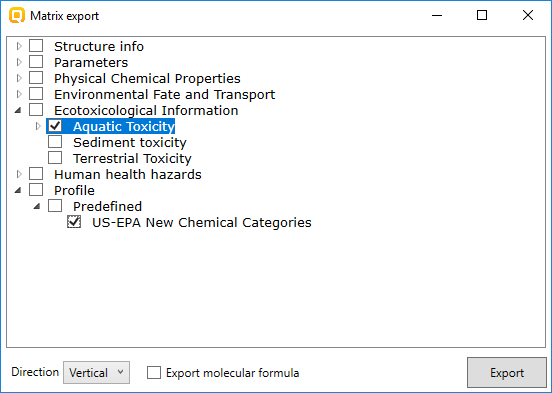 Matrix export
Structure info
Parameters
Physical Chemical Properties
Environmental Fate and Transport
Ecotoxicological Information
Aquatic Toxicity
Sediment toxicity
Terrestrial Toxicity
Human health hazards
Profile
Predefined
US-EPA New Chemical Categories
Direction Vertical Export molecular formula Export